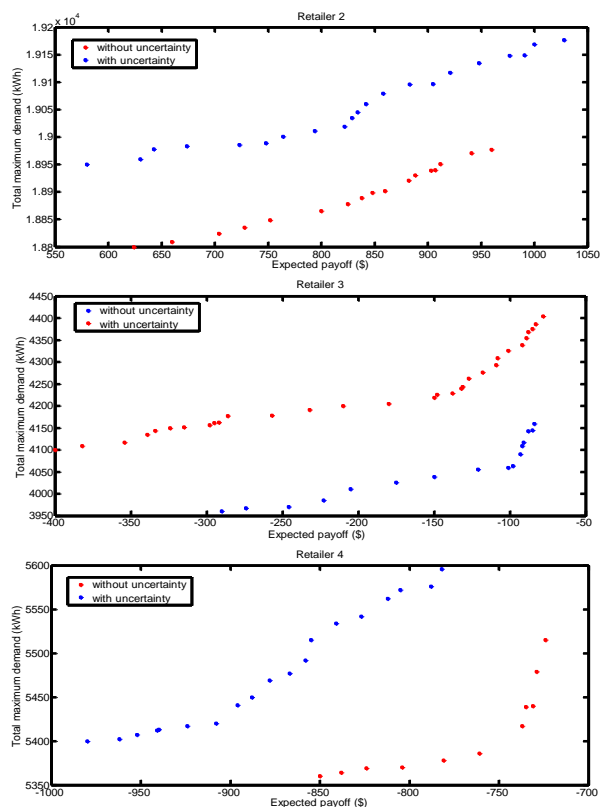 Retailer 2
x 10⁴
1.92
1.915
1.91
1.905
1.9
1.895
1.89
1.885
1.88
Total maximum demand (kWh)
without uncertainty
with uncertainty
550 600 650 700 750 800 850 900 950 1000 1050
Expected payoff ($)
Retailer 3
4450
4400
4350
4300
4250
4200
4150
4100
4050
4000
3950
Total maximum demand (kWh)
without uncertainty
with uncertainty
-400 -350 -300 -250 -200 -150 -100 -50
Expected payoff ($)
Retailer 4
5600
5550
5500
5450
5400
5350
Total maximum demand (kWh)
without uncertainty
with uncertainty
-1000 -950 -900 -850 -800 -750 -700
Expected payoff ($)